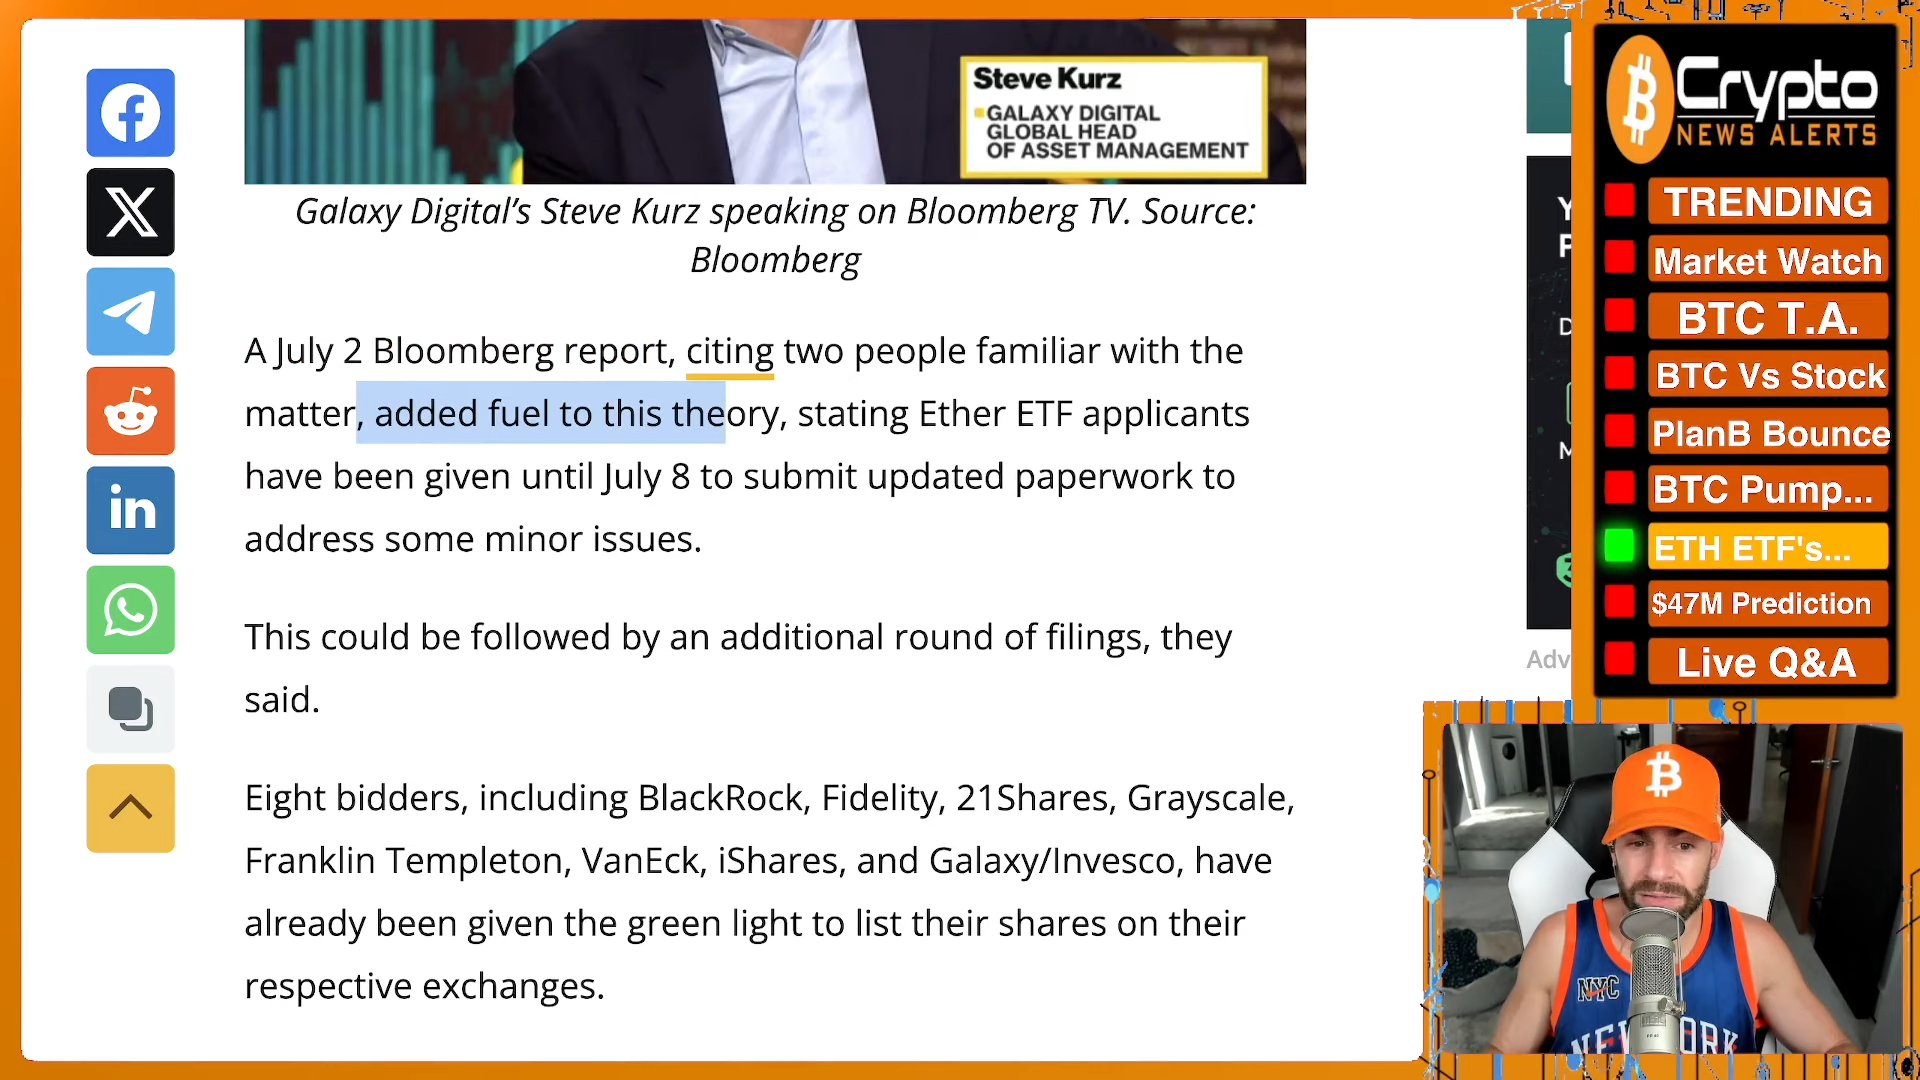 Steve Kurz
GALAXY DIGITAL
GLOBAL HEAD
OF ASSET MANAGEMENT
Galaxy Digital’s Steve Kurz speaking on Bloomberg TV. Source:
Bloomberg
A July 2 Bloomberg report, citing two people familiar with the
matter, added fuel to this theory, stating Ether ETF applicants
have been given until July 8 to submit updated paperwork to
address some minor issues.
This could be followed by an additional round of filings, they
said.
Eight bidders, including BlackRock, Fidelity, 21Shares, Grayscale,
Franklin Templeton, VanEck, iShares, and Galaxy/Invesco, have
already been given the green light to list their shares on their
respective exchanges.
Adv
Crypto
NEWS ALERTS
TRENDING
Market Watch
BTC T.A.
BTC Vs Stock
PlanB Bounce
BTC Pump...
ETH ETF's...
$47M Prediction
Live Q&A
NYC